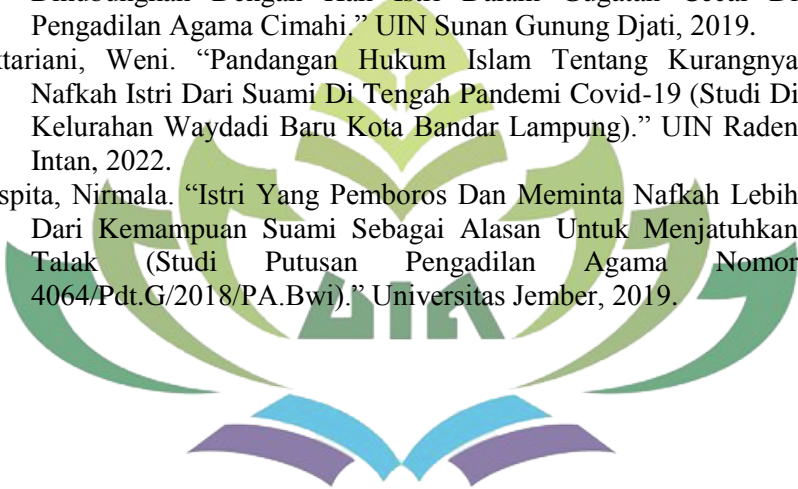 Pengadilan Agama Cimahi.” UIN Sunan Gunung Djati, 2019.
ktariani, Weni. “Pandangan Hukum Islam Tentang Kurangnya
Nafkah Istri Dari Suami Di Tengah Pandemi Covid-19 (Studi Di
Kelurahan Waydadi Baru Kota Bandar Lampung).” UIN Raden
Intan, 2022.
spita, Nirmala. “Istri Yang Pemboros Dan Meminta Nafkah Lebih
Dari Kemampuan Suami Sebagai Alasan Untuk Menjatuhkan
Talak (Studi Putusan Pengadilan Agama Nomor
4064/Pdt.G/2018/PA.Bwi).” Universitas Jember, 2019.
UIN